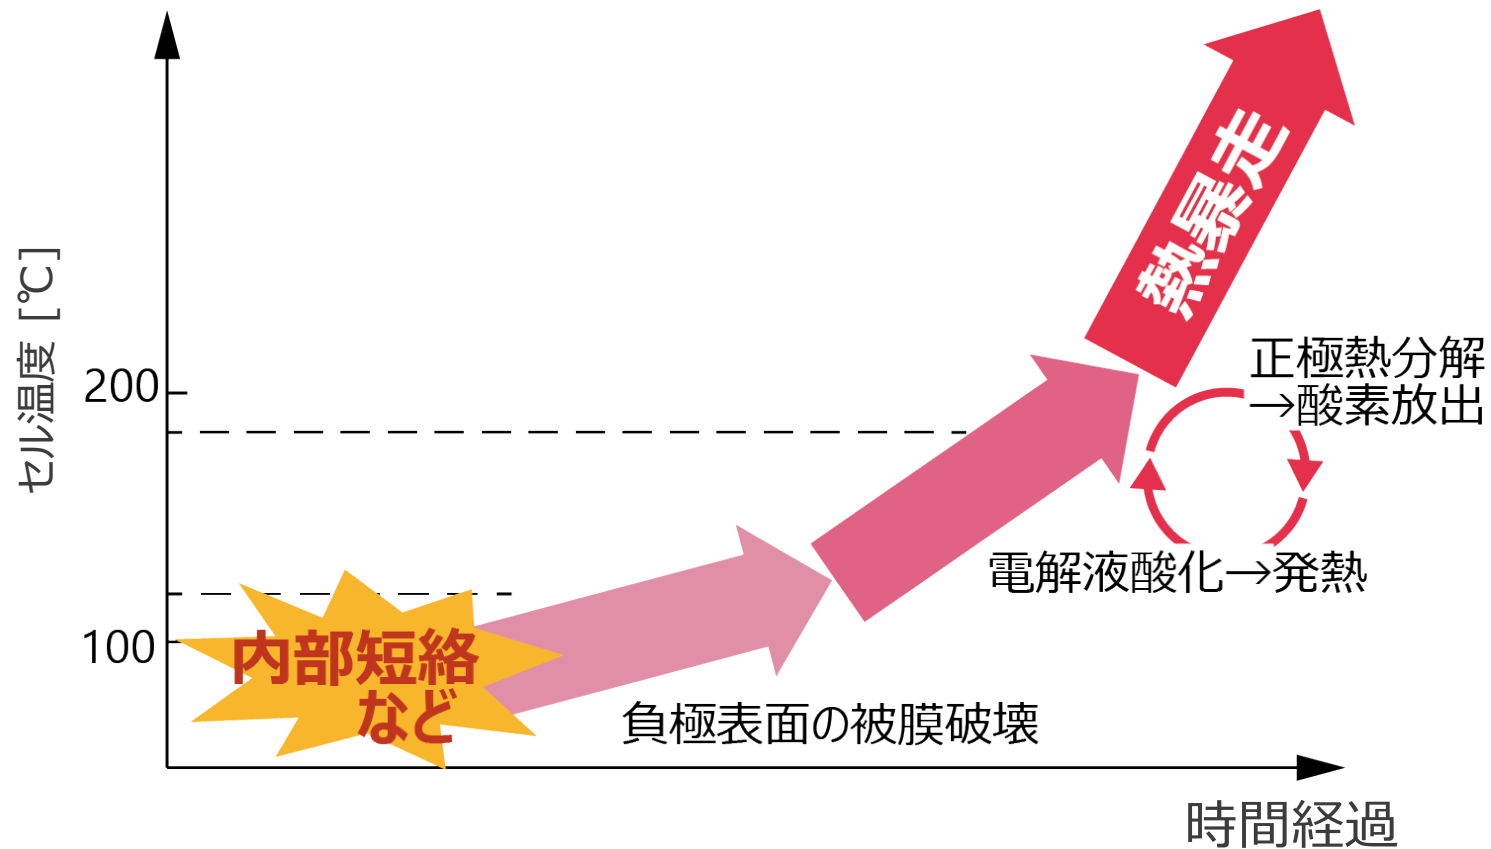 セル温度 [℃]
200
100
内部短絡
など
負極表面の被膜破壊
熱暴走
正極熱分解
→酸素放出
電解液酸化→発熱
時間経過